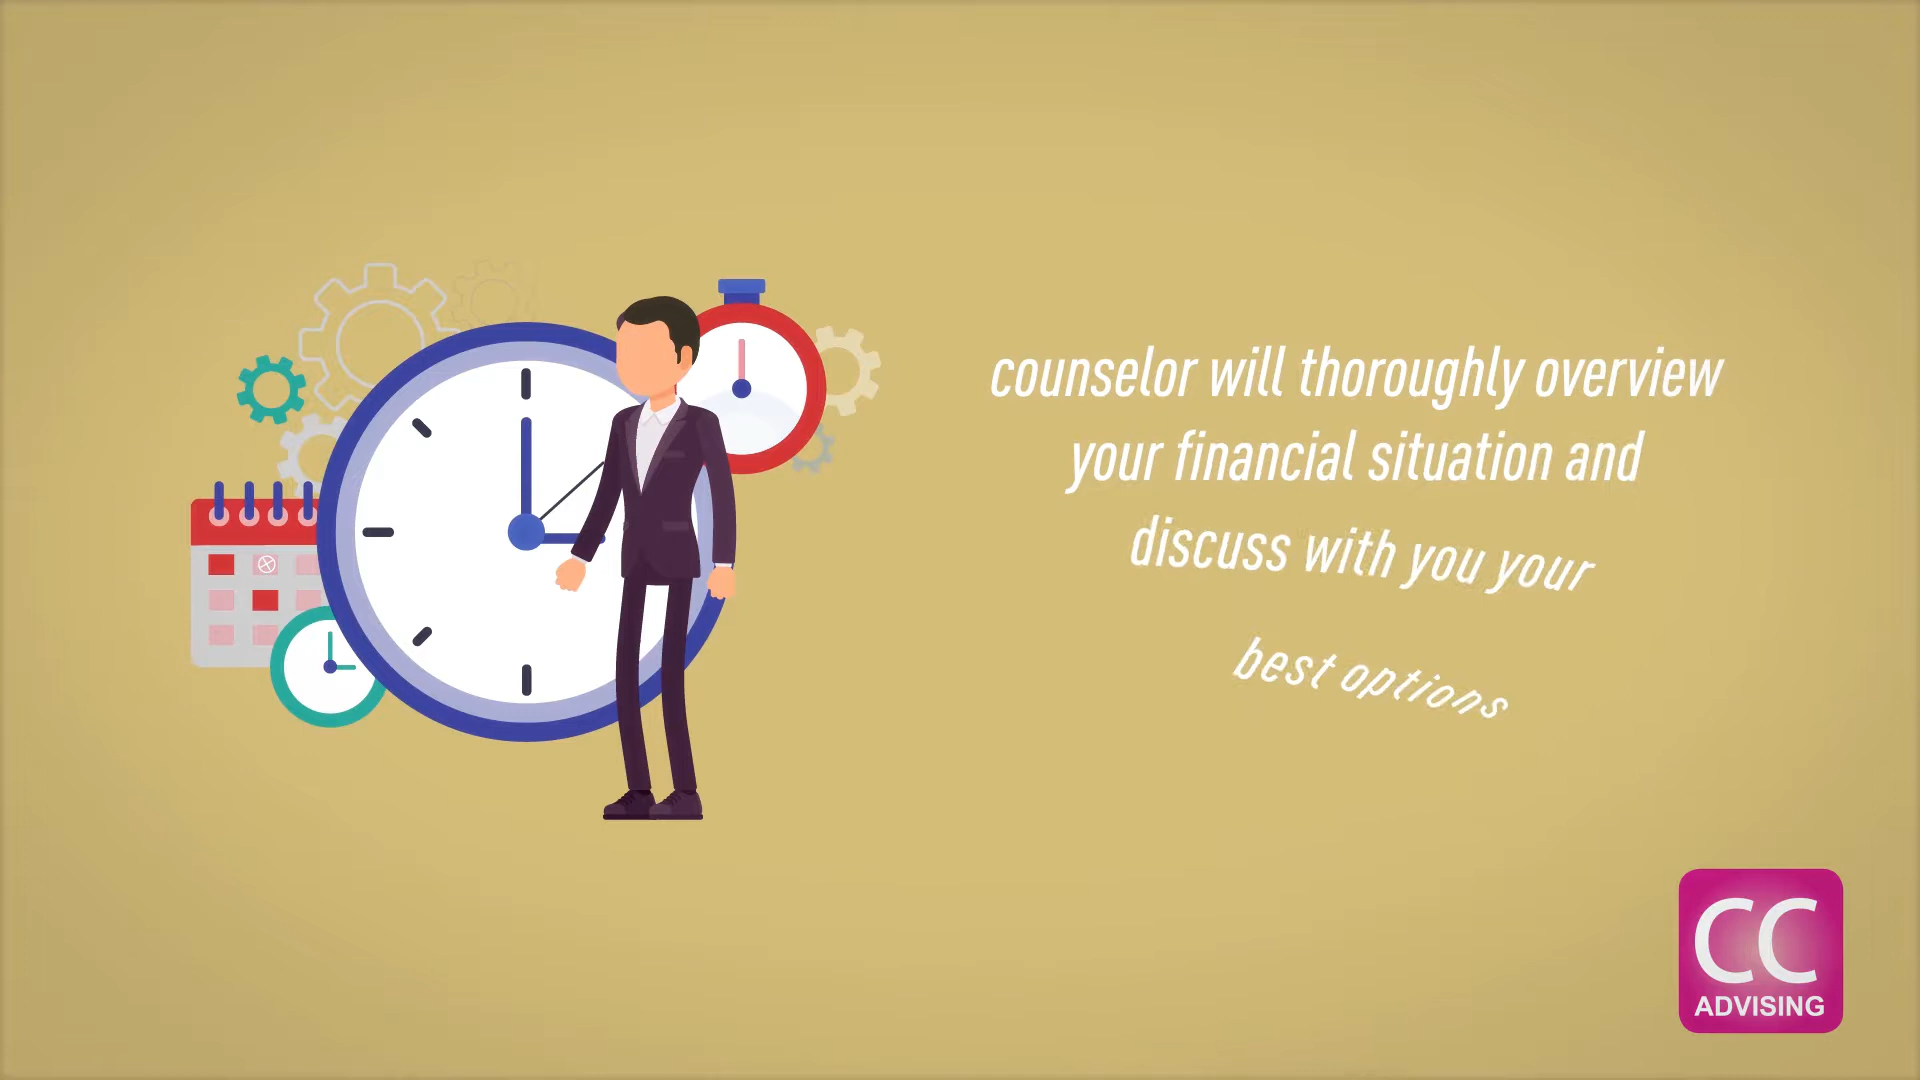 counselor will thoroughly overview
your financial situation and
discuss with you your
best options
CC
ADVISING